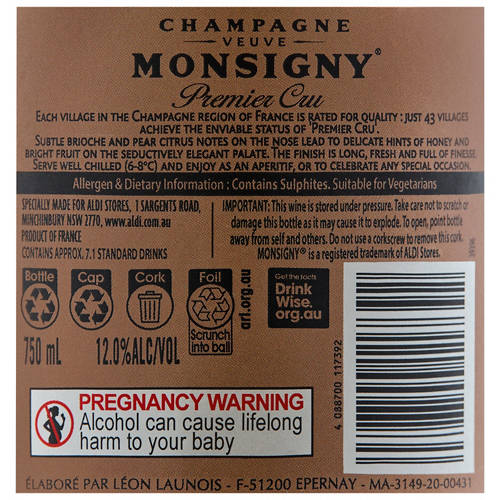 CHAMPAGNE
VEUVE
MONSIGNY®
Premier Cru
EACH VILLAGE IN THE CHAMPAGNE REGION OF FRANCE IS RATED FOR QUALITY : JUST 43 VILLAGES
ACHIEVE THE ENVIABLE STATUS OF 'PREMIER CRU'.
SUBTLE BRIOCHE AND PEAR CITRUS NOTES ON THE NOSE LEAD TO DELICATE HINTS OF HONEY AND
BRIGHT FRUIT ON THE SEDUCTIVELY ELEGANT PALATE. THE FINISH IS LONG, FRESH AND FULL OF FINESSE.
SERVE WELL CHILLED (6-8°C) AND ENJOY AS AN APERITIF, OR TO CELEBRATE ANY SPECIAL OCCASION.
Allergen & Dietary Information : Contains Sulphites. Suitable for Vegetarians
SPECIALLY MADE FOR ALDI STORES, 1 SARGENTS ROAD,
MINCHINBURY NSW 2770, www.aldi.com.au
PRODUCT OF FRANCE
CONTAINS APPROX. 7.1 STANDARD DRINKS
IMPORTANT: This wine is stored under pressure. Take care not to scratch or
damage this bottle as it may cause it to explode. To open, point bottle
away from self and others. Do not use a corkscrew to remove this cork.
MONSIGNY® is a registered trademark of ALDI Stores.
Bottle
Cap
Cork
Foil
Scrunch
into ball
arl.org.au
Get the facts
Drink
Wise.
org.au
750 mL
12.0%ALC/VOL
PREGNANCY WARNING
Alcohol can cause lifelong
harm to your baby
4 088700 117392
ÉLABORÉ PAR LÉON LAUNOIS - F-51200 EPERNAY - MA-3149-20-00431